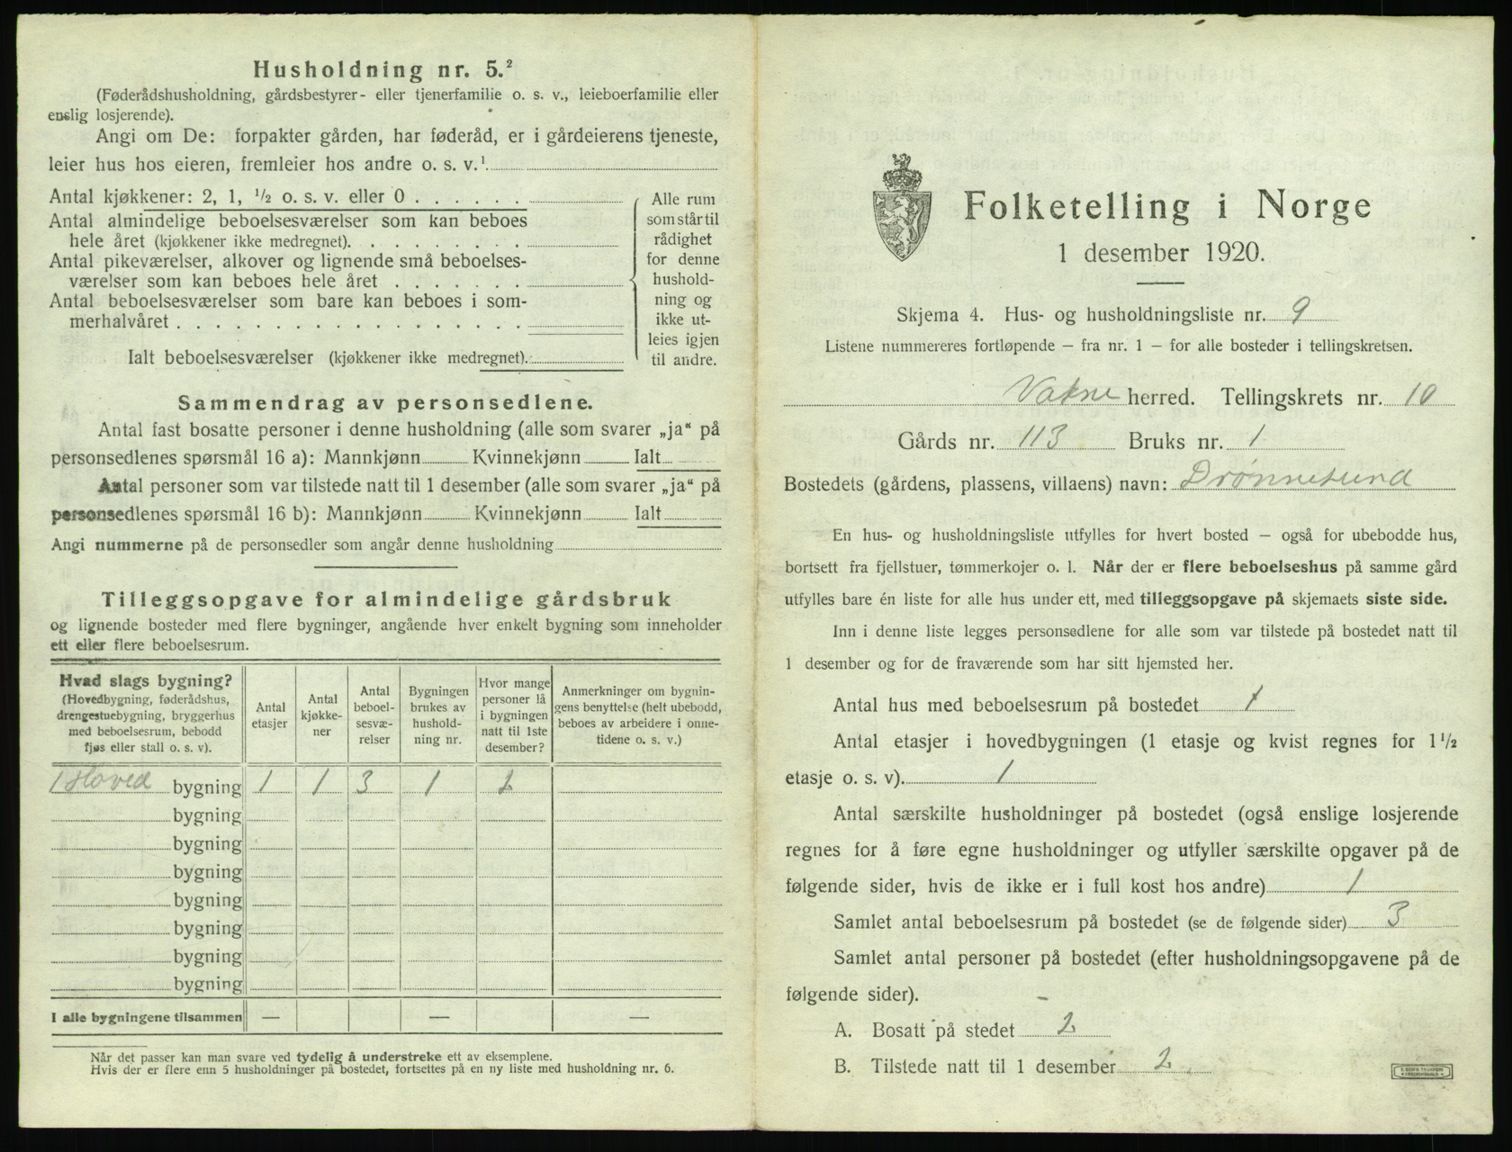 Husholdning nr. 5.²
(Føderådshusholdning, gårdsbestyrer- eller tjenerfamilie o. s. v., leieboerfamilie eller
enslig losjerende).
Angi om De: forpakter gården, har føderåd, er i gårdeierens tjeneste,
leier hus hos eieren, fremleier hos andre o. s. v.¹
Antal kjøkkener: 2, 1, ½ o. s. v. eller 0 . . . . . .
Antal almindelige beboelsesværelser som kan beboes
hele året (kjøkkener ikke medregnet). . . . . . . . .
Antal pikeværelser, alkover og lignende små beboelses-
værelser som kan beboes hele året . . . . . . .
Antal beboelsesværelser som bare kan beboes i som-
merhalvåret . . . . . . . . . . . . . . . . . .
Ialt beboelsesværelser (kjøkkener ikke medregnet).
Alle rum
som står til
rådighet
for denne
hushold-
ning og
ikke ut-
leies igjen
til andre.
Sammendrag av personsedlene.
Antal fast bosatte personer i denne husholdning (alle som svarer „ja“ på
personsedlenes spørsmål 16 a): Mannkjønn Kvinnekjønn Ialt
Antal personer som var tilstede natt til 1 desember (alle som svarer „ja“ på
personsedlenes spørsmål 16 b): Mannkjønn Kvinnekjønn Ialt
Angi nummerne på de personsedler som angår denne husholdning
Tilleggsopgave for almindelige gårdsbruk
og lignende bosteder med flere bygninger, angående hver enkelt bygning som inneholder
ett eller flere beboelsesrum.
Hvad slags bygning?
(Hovedbygning, føderådshus,
drengestuebygning, bryggerhus
med beboelsesrum, bebodd
fjøs eller stall o. s. v).
Antal
etasjer
Antal
kjøkke-
ner
Antal
beboel-
sesvæ-
relser
Bygningen
brukes av
hushold-
ning nr.
Hvor mange
personer lå
i bygningen
natt til 1ste
desember?
Anmerkninger om bygnin-
gens benyttelse (helt ubebodd,
beboes av arbeidere i onne-
tidene o. s. v.)
1 Hoved bygning 1 1 3 1 2
bygning
bygning
bygning
bygning
bygning
bygning
bygning
I alle bygningene tilsammen — — —
Når det passer kan man svare ved tydelig å understreke ett av eksemplene.
Hvis der er flere enn 5 husholdninger på bostedet, fortsettes på en ny liste med husholdning nr. 6.
Folketelling i Norge
1 desember 1920.
Skjema 4. Hus- og husholdningsliste nr. 9
Listene nummereres fortløpende — fra nr. 1 — for alle bosteder i tellingskretsen.
Vatne herred. Tellingskrets nr. 10
Gårds nr. 113 Bruks nr. 1
Bostedets (gårdens, plassens, villaens) navn: Drønnesund
En hus- og husholdningsliste utfylles for hvert bosted — også for ubebodde hus,
bortsett fra fjellstuer, tømmerkojer o. l. Når der er flere beboelseshus på samme gård
utfylles bare én liste for alle hus under ett, med tilleggsopgave på skjemaets siste side.
Inn i denne liste legges personsedlene for alle som var tilstede på bostedet natt til
1 desember og for de fraværende som har sitt hjemsted her.
Antal hus med beboelsesrum på bostedet 1
Antal etasjer i hovedbygningen (1 etasje og kvist regnes for 1½
etasje o. s. v). 1
Antal særskilte husholdninger på bostedet (også enslige losjerende
regnes for å føre egne husholdninger og utfyller særskilte opgaver på de
følgende sider, hvis de ikke er i full kost hos andre) 1
Samlet antal beboelsesrum på bostedet (se de følgende sider) 3
Samlet antal personer på bostedet (efter husholdningsopgavene på de
følgende sider).
A. Bosatt på stedet 2
B. Tilstede natt til 1 desember 2